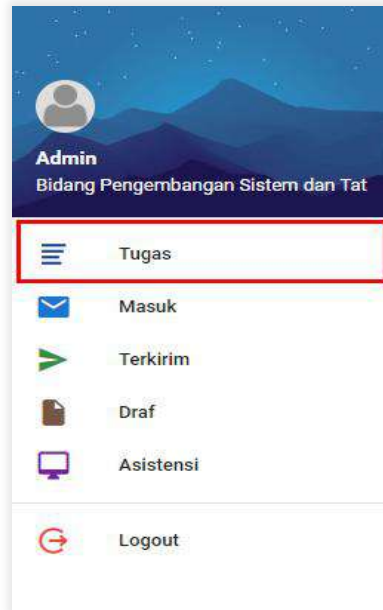 Admin
Bidang Pengembangan Sistem dan Tat
Tugas
Masuk
Terkirim
Draf
Asistensi
Logout